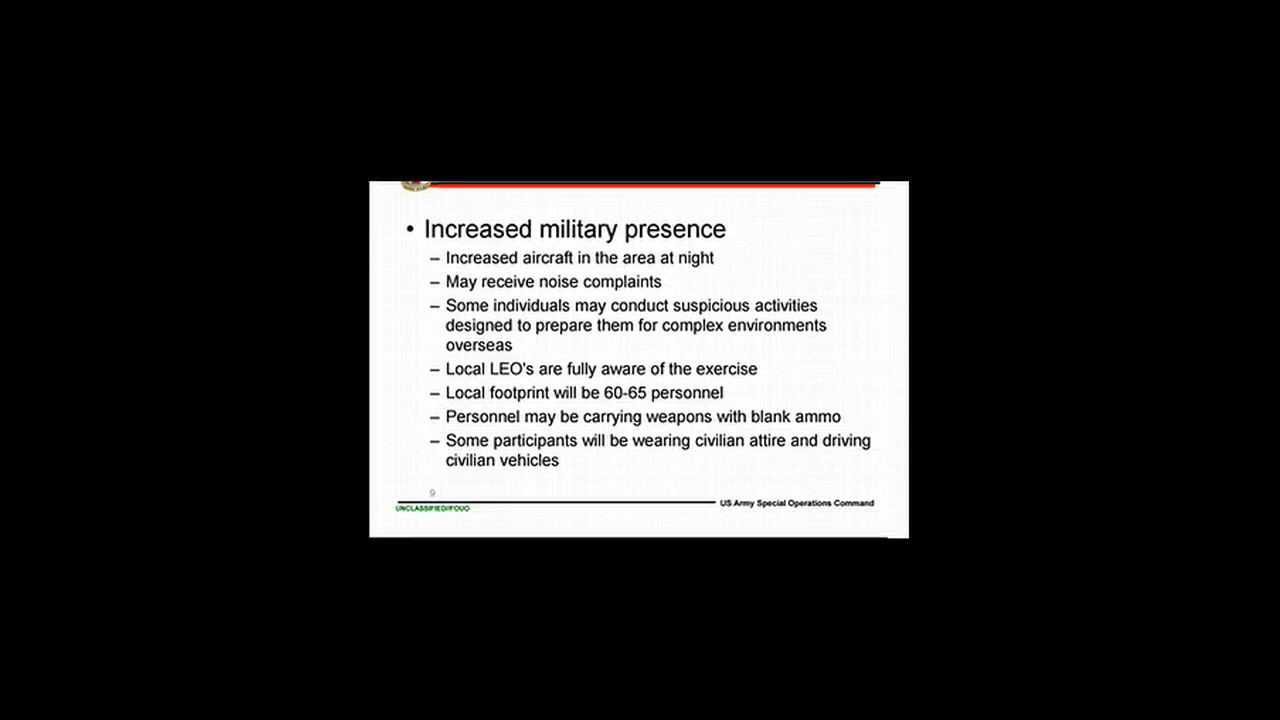 • Increased military presence
– Increased aircraft in the area at night
– May receive noise complaints
– Some individuals may conduct suspicious activities
designed to prepare them for complex environments
overseas
– Local LEO's are fully aware of the exercise
– Local footprint will be 60-65 personnel
– Personnel may be carrying weapons with blank ammo
– Some participants will be wearing civilian attire and driving
civilian vehicles
9
US Army Special Operations Command
UNCLASSIFIED//FOUO